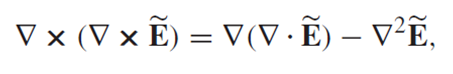 ∇ × (∇ × Ẽ) = ∇(∇ · Ẽ) − ∇²Ẽ,